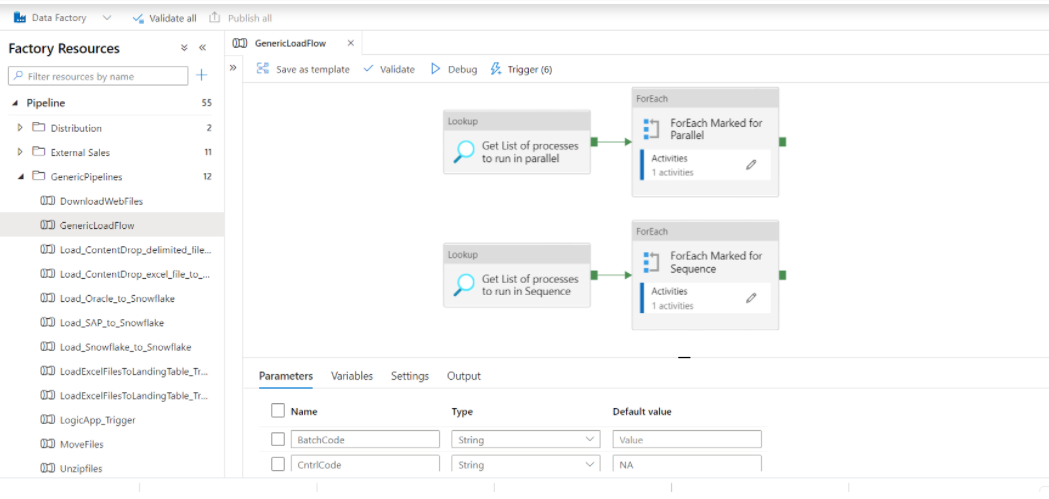 Data Factory
Validate all
Publish all
Factory Resources
Filter resources by name
Pipeline 55
Distribution 2
External Sales 11
GenericPipelines 12
DownloadWebFiles
GenericLoadFlow
Load_ContentDrop_delimited_file...
Load_ContentDrop_excel_file_to_...
Load_Oracle_to_Snowflake
Load_SAP_to_Snowflake
Load_Snowflake_to_Snowflake
LoadExcelFilesToLandingTable_Tr...
LoadExcelFilesToLandingTable_Tr...
LogicApp_Trigger
MoveFiles
Unzipfiles
GenericLoadFlow
Save as template
Validate
Debug
Trigger (6)
Lookup
Get List of processes
to run in parallel
ForEach
ForEach Marked for
Parallel
Activities
1 activities
Lookup
Get List of processes
to run in Sequence
ForEach
ForEach Marked for
Sequence
Activities
1 activities
Parameters Variables Settings Output
Name Type Default value
BatchCode String Value
CntrlCode String NA